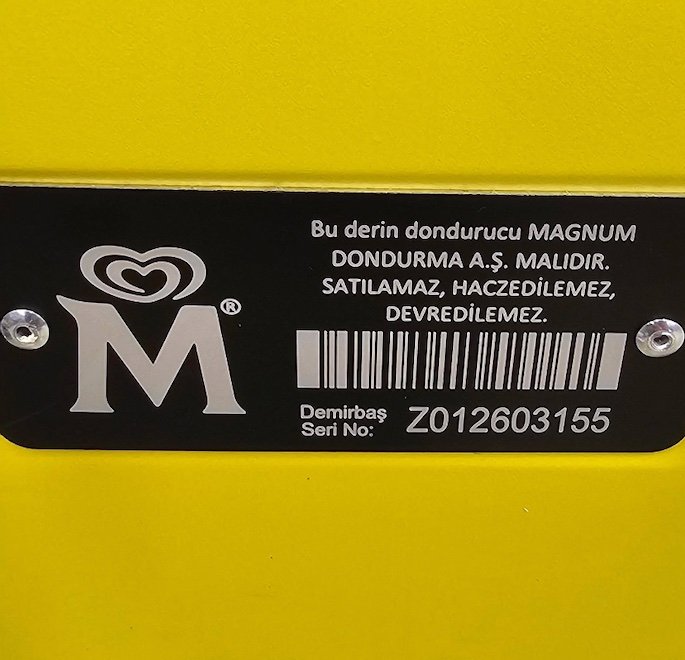 Bu derin dondurucu MAGNUM
DONDURMA A.Ş. MALIDIR.
SATILAMAZ, HACZEDİLEMEZ,
DEVREDİLEMEZ.
M®
Demirbaş
Seri No: Z012603155